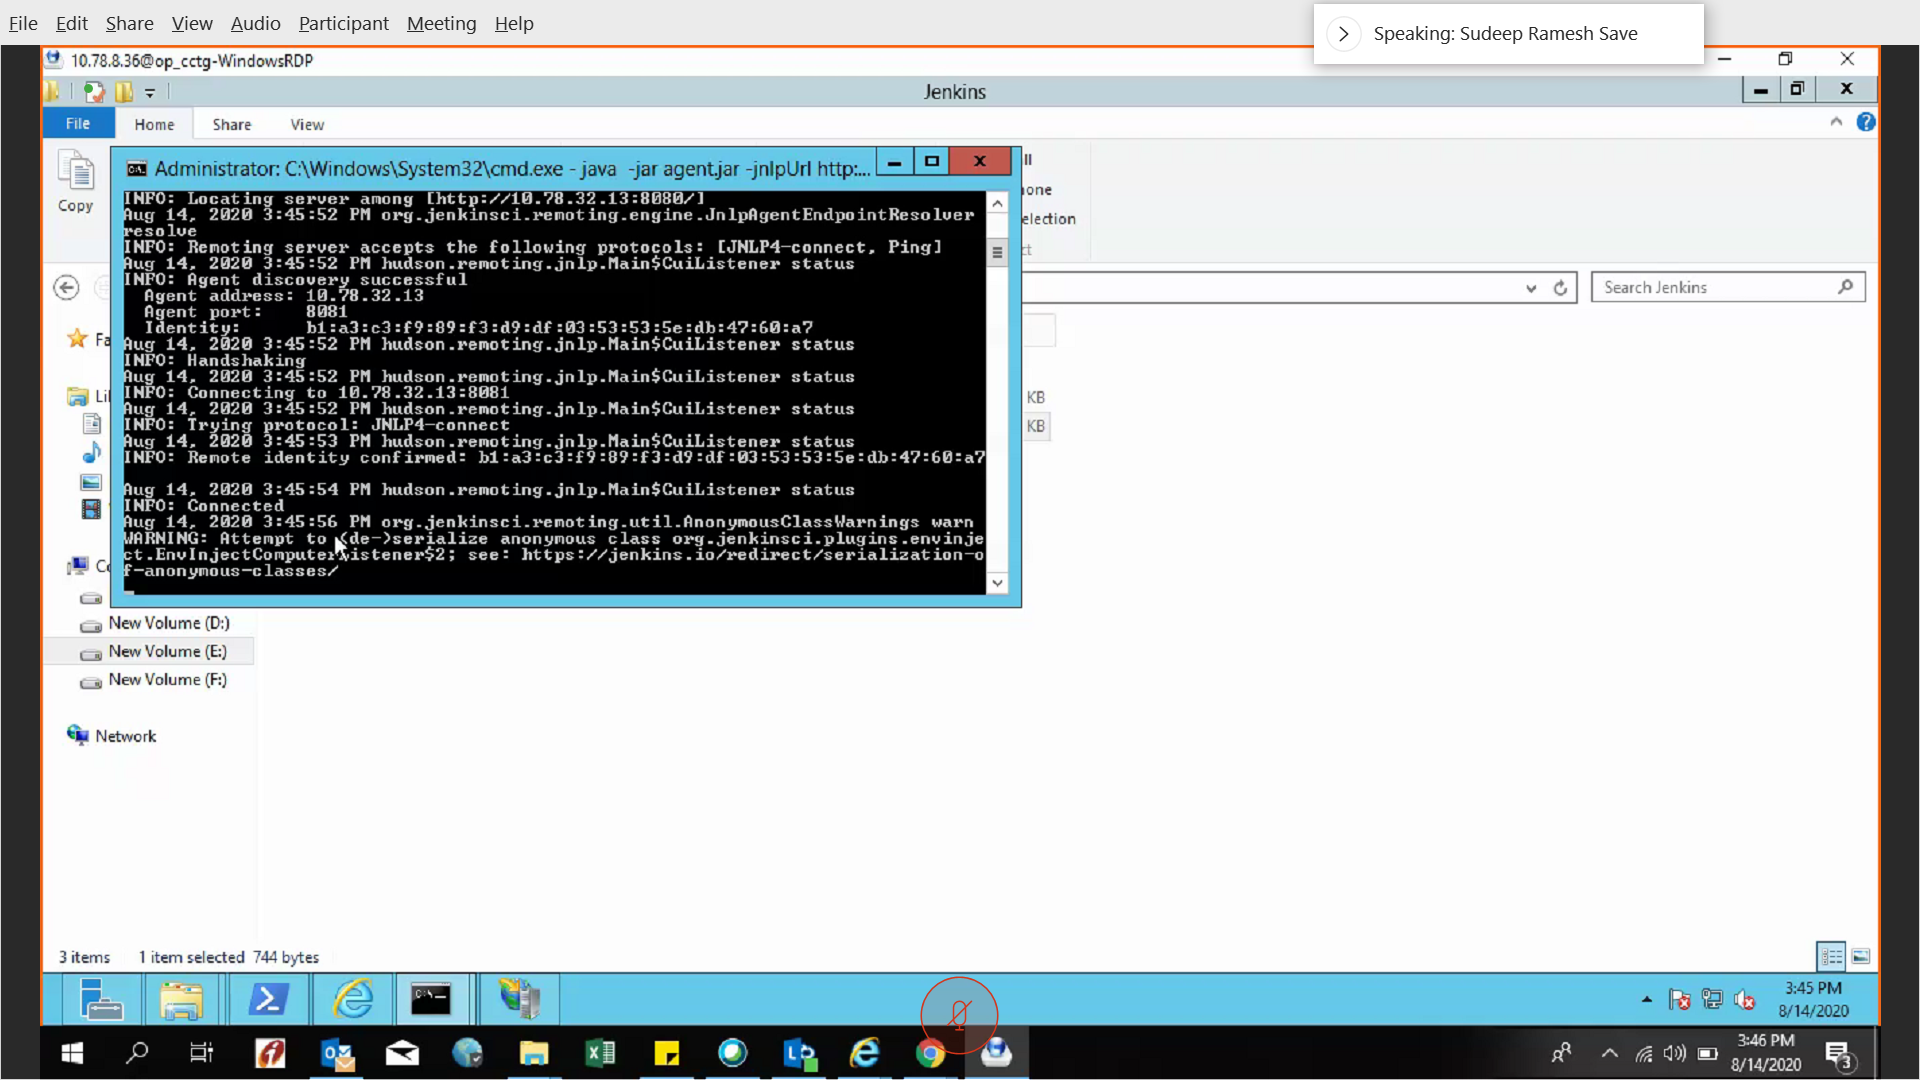 File Edit Share View Audio Participant Meeting Help
Speaking: Sudeep Ramesh Save
10.78.8.36@op_cctg-WindowsRDP
Jenkins
File Home Share View
Administrator: C:\Windows\System32\cmd.exe - java -jar agent.jar -jnlpUrl http:...
Copy
INFO: Locating server among [http://10.78.32.13:8080/]
Aug 14, 2020 3:45:52 PM org.jenkinsci.remoting.engine.JnlpAgentEndpointResolver
resolve
INFO: Remoting server accepts the following protocols: [JNLP4-connect, Ping]
Aug 14, 2020 3:45:52 PM hudson.remoting.jnlp.Main$CuiListener status
INFO: Agent discovery successful
Agent address: 10.78.32.13
Agent port: 8081
Identity: b1:a3:c3:f9:89:f3:d9:df:03:53:53:5e:db:47:60:a7
Aug 14, 2020 3:45:52 PM hudson.remoting.jnlp.Main$CuiListener status
INFO: Handshaking
Aug 14, 2020 3:45:52 PM hudson.remoting.jnlp.Main$CuiListener status
INFO: Connecting to 10.78.32.13:8081
Aug 14, 2020 3:45:52 PM hudson.remoting.jnlp.Main$CuiListener status
INFO: Trying protocol: JNLP4-connect
Aug 14, 2020 3:45:53 PM hudson.remoting.jnlp.Main$CuiListener status
INFO: Remote identity confirmed: b1:a3:c3:f9:89:f3:d9:df:03:53:53:5e:db:47:60:a7
Aug 14, 2020 3:45:54 PM hudson.remoting.jnlp.Main$CuiListener status
INFO: Connected
Aug 14, 2020 3:45:56 PM org.jenkinsci.remoting.util.AnonymousClassWarnings warn
WARNING: Attempt to (de-)serialize anonymous class org.jenkinsci.plugins.envinje
ct.EnvInjectComputerListener$2; see: https://jenkins.io/redirect/serialization-o
f-anonymous-classes/
ll
one
election
ct
Search Jenkins
KB
KB
Fa
Li
Co
New Volume (D:)
New Volume (E:)
New Volume (F:)
Network
3 items 1 item selected 744 bytes
3:45 PM
8/14/2020
3:46 PM
8/14/2020
3